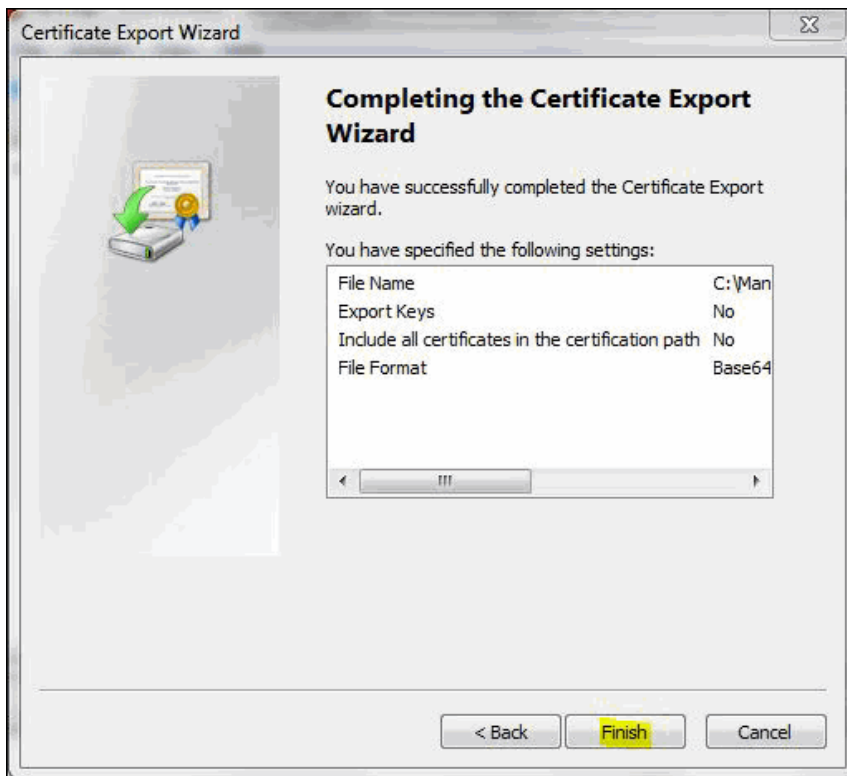 Certificate Export Wizard
Completing the Certificate Export
Wizard
You have successfully completed the Certificate Export
wizard.
You have specified the following settings:
File Name C:\Man
Export Keys No
Include all certificates in the certification path No
File Format Base64
< Back Finish Cancel